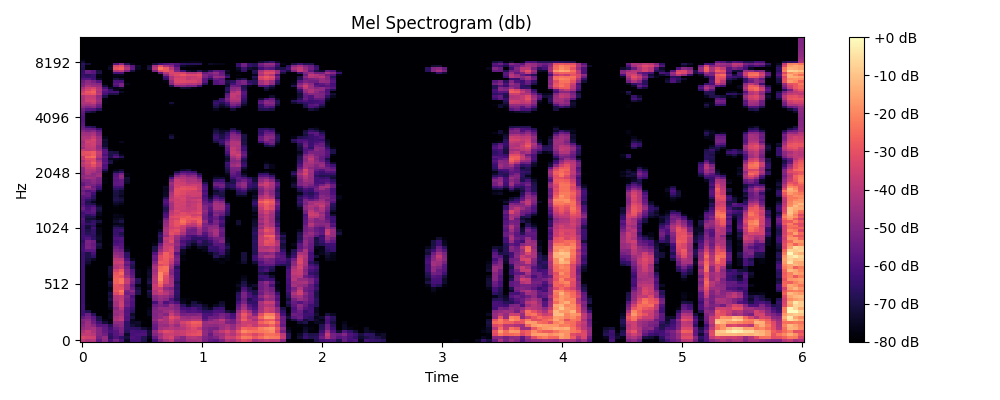 Mel Spectrogram (db)
8192
4096
2048
1024
512
0
Hz
0 1 2 3 4 5 6
Time
+0 dB
-10 dB
-20 dB
-30 dB
-40 dB
-50 dB
-60 dB
-70 dB
-80 dB